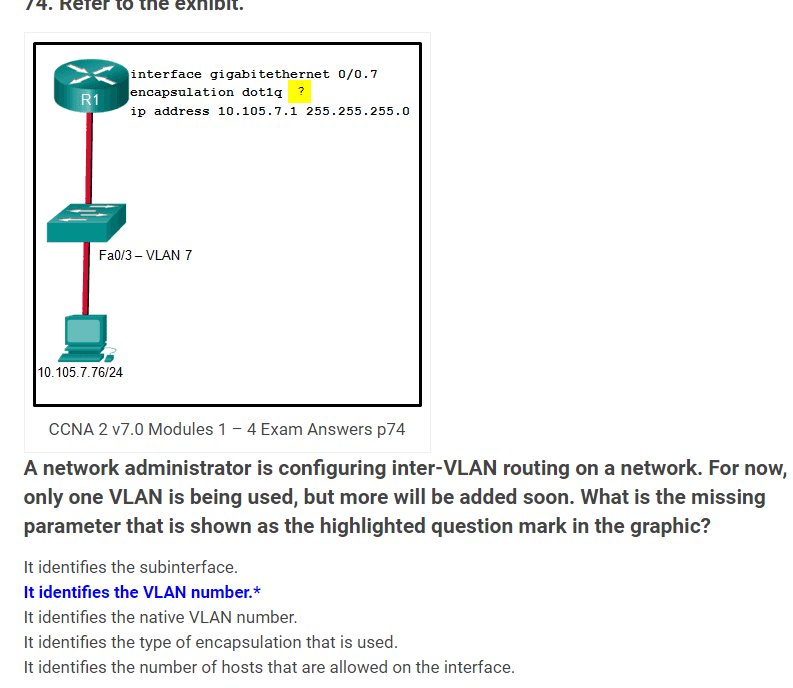 74. Refer to the exhibit.
interface gigabitethernet 0/0.7
encapsulation dot1q ?
ip address 10.105.7.1 255.255.255.0
R1
Fa0/3 – VLAN 7
10.105.7.76/24
CCNA 2 v7.0 Modules 1 – 4 Exam Answers p74
A network administrator is configuring inter-VLAN routing on a network. For now,
only one VLAN is being used, but more will be added soon. What is the missing
parameter that is shown as the highlighted question mark in the graphic?
It identifies the subinterface.
It identifies the VLAN number.*
It identifies the native VLAN number.
It identifies the type of encapsulation that is used.
It identifies the number of hosts that are allowed on the interface.